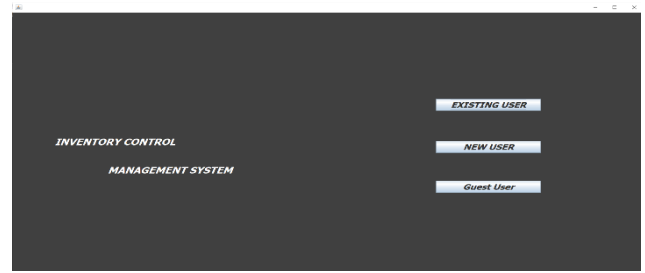 INVENTORY CONTROL
MANAGEMENT SYSTEM
EXISTING USER
NEW USER
Guest User